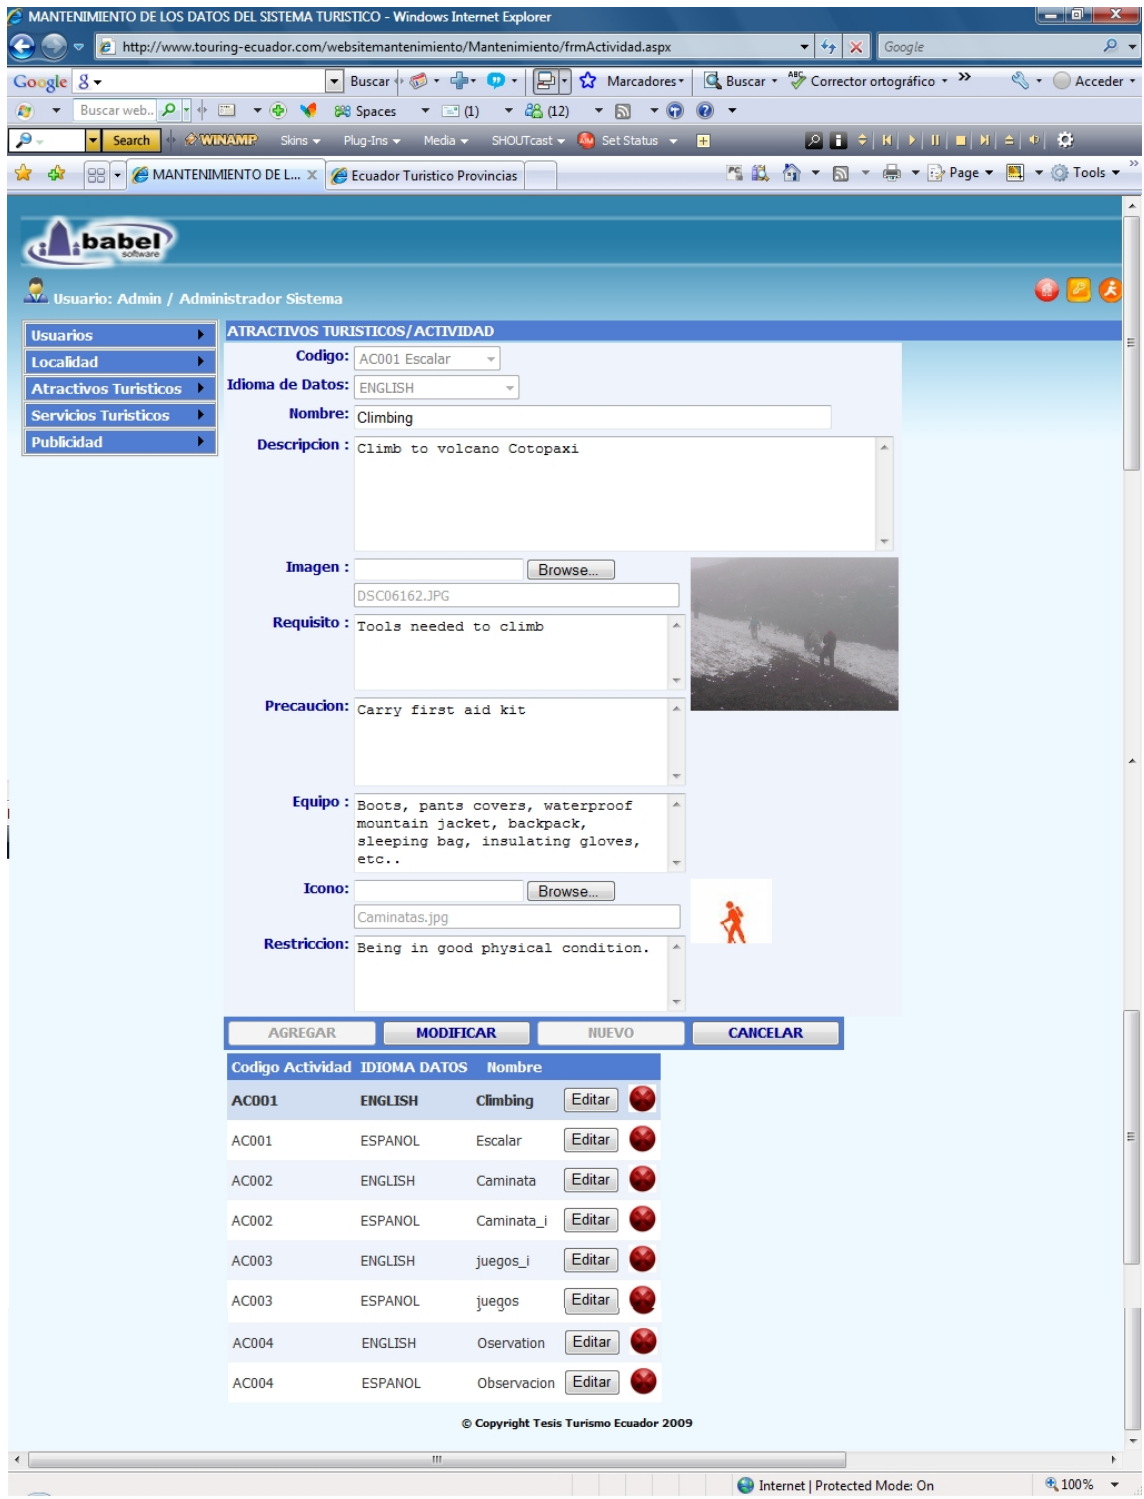 MANTENIMIENTO DE LOS DATOS DEL SISTEMA TURISTICO - Windows Internet Explorer
http://www.touring-ecuador.com/websitemantenimiento/Mantenimiento/frmActividad.aspx
Google
Google Buscar Marcadores Buscar Corrector ortográfico Acceder
Buscar web.. Spaces (1) (12)
Search WINAMP Skins Plug-Ins Media SHOUTcast Set Status
MANTENIMIENTO DE L... Ecuador Turistico Provincias Page Tools
babel
software
Usuario: Admin / Administrador Sistema
Usuarios
Localidad
Atractivos Turisticos
Servicios Turisticos
Publicidad
ATRACTIVOS TURISTICOS/ACTIVIDAD
Codigo: AC001 Escalar
Idioma de Datos: ENGLISH
Nombre: Climbing
Descripcion : Climb to volcano Cotopaxi
Imagen : Browse...
DSC06162.JPG
Requisito : Tools needed to climb
Precaucion: Carry first aid kit
Equipo : Boots, pants covers, waterproof
mountain jacket, backpack,
sleeping bag, insulating gloves,
etc..
Icono: Browse...
Caminatas.jpg
Restriccion: Being in good physical condition.
AGREGAR MODIFICAR NUEVO CANCELAR
Codigo Actividad IDIOMA DATOS Nombre
AC001 ENGLISH Climbing Editar
AC001 ESPANOL Escalar Editar
AC002 ENGLISH Caminata Editar
AC002 ESPANOL Caminata_i Editar
AC003 ENGLISH juegos_i Editar
AC003 ESPANOL juegos Editar
AC004 ENGLISH Oservation Editar
AC004 ESPANOL Observacion Editar
© Copyright Tesis Turismo Ecuador 2009
Internet | Protected Mode: On 100%